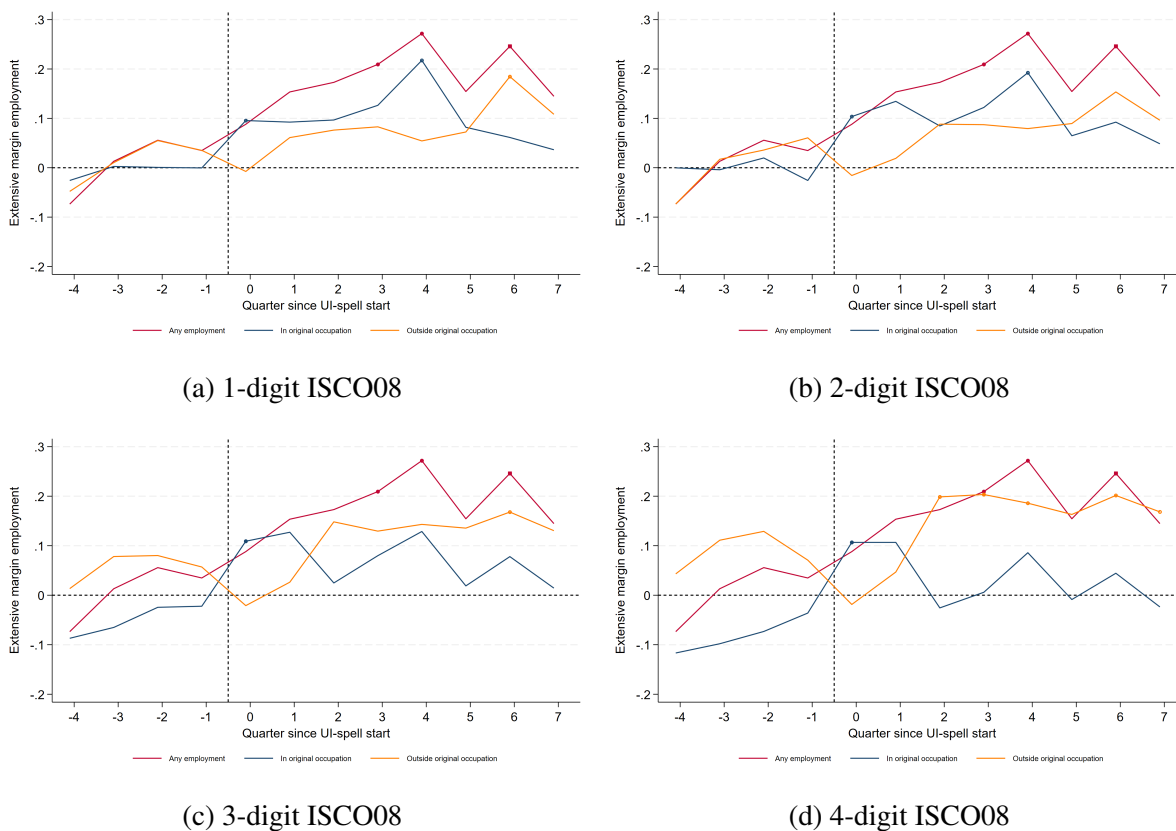 .3
.2
.1
0
-.1
-.2
Extensive margin employment
-4 -3 -2 -1 0 1 2 3 4 5 6 7
Quarter since UI-spell start
Any employment In original occupation Outside original occupation
(a) 1-digit ISCO08
.3
.2
.1
0
-.1
-.2
Extensive margin employment
-4 -3 -2 -1 0 1 2 3 4 5 6 7
Quarter since UI-spell start
Any employment In original occupation Outside original occupation
(b) 2-digit ISCO08
.3
.2
.1
0
-.1
-.2
Extensive margin employment
-4 -3 -2 -1 0 1 2 3 4 5 6 7
Quarter since UI-spell start
Any employment In original occupation Outside original occupation
(c) 3-digit ISCO08
.3
.2
.1
0
-.1
-.2
Extensive margin employment
-4 -3 -2 -1 0 1 2 3 4 5 6 7
Quarter since UI-spell start
Any employment In original occupation Outside original occupation
(d) 4-digit ISCO08